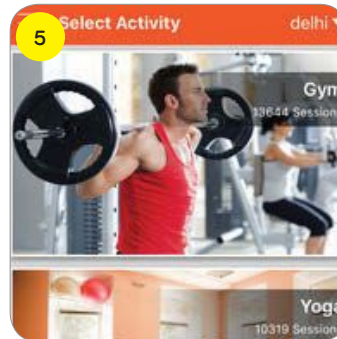 5
Select Activity
delhi
Gym
13644 Session
Yoga
10319 Session